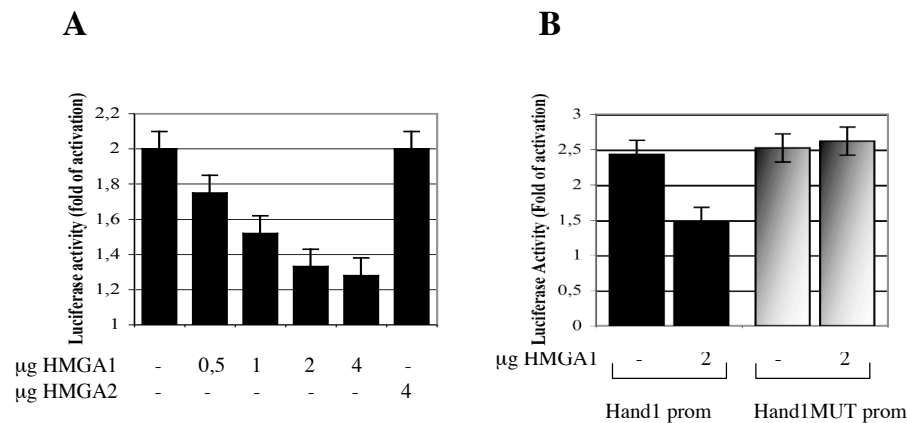 A
B
Luciferase activity (fold of activation)
2,2
2
1,8
1,6
1,4
1,2
1
µg HMGA1 - 0,5 1 2 4 -
µg HMGA2 - - - - - 4
Luciferase Activity (Fold of activation)
3
2,5
2
1,5
1
0,5
0
µg HMGA1 - 2 - 2
Hand1 prom Hand1MUT prom